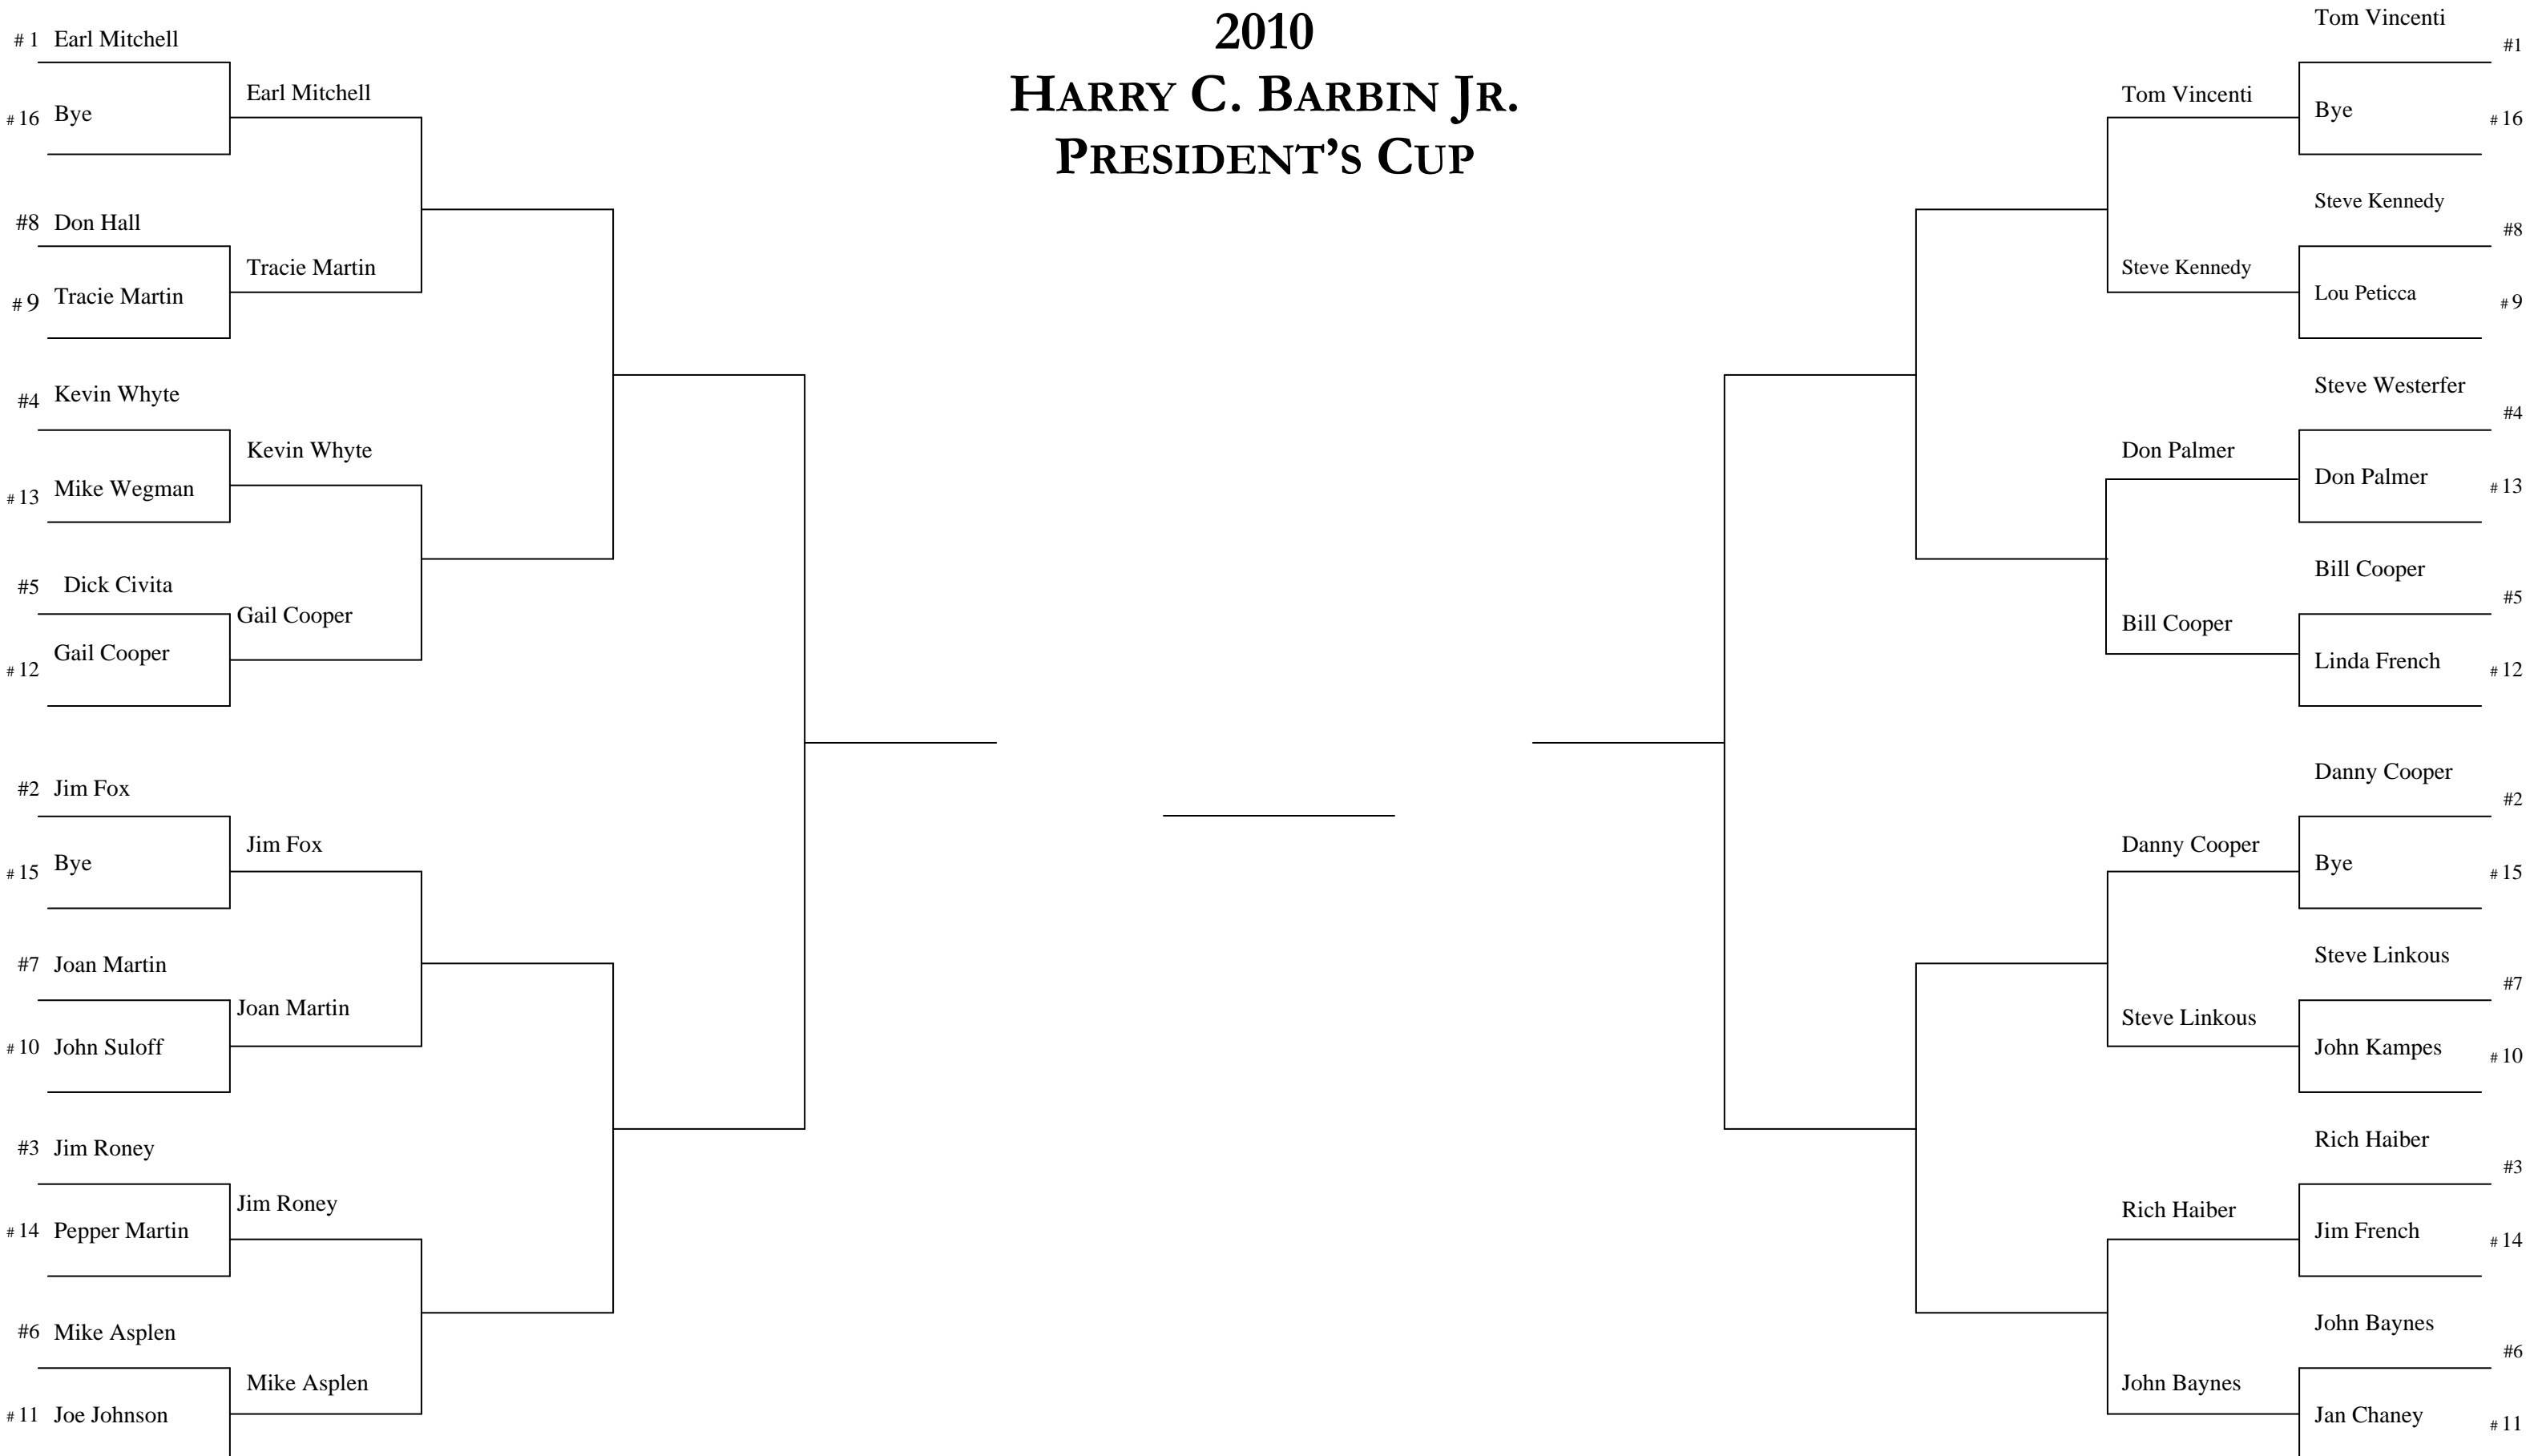 2010
HARRY C. BARBIN JR.
PRESIDENT'S CUP
# 1 Earl Mitchell
# 16 Bye
#8 Don Hall
# 9 Tracie Martin
#4 Kevin Whyte
# 13 Mike Wegman
#5 Dick Civita
# 12 Gail Cooper
#2 Jim Fox
# 15 Bye
#7 Joan Martin
# 10 John Suloff
#3 Jim Roney
# 14 Pepper Martin
#6 Mike Asplen
# 11 Joe Johnson
Earl Mitchell
Tracie Martin
Kevin Whyte
Gail Cooper
Jim Fox
Joan Martin
Jim Roney
Mike Asplen
Tom Vincenti
Steve Kennedy
Don Palmer
Bill Cooper
Danny Cooper
Steve Linkous
Rich Haiber
John Baynes
Tom Vincenti #1
Bye # 16
Steve Kennedy #8
Lou Peticca # 9
Steve Westerfer #4
Don Palmer # 13
Bill Cooper #5
Linda French # 12
Danny Cooper #2
Bye # 15
Steve Linkous #7
John Kampes # 10
Rich Haiber #3
Jim French # 14
John Baynes #6
Jan Chaney # 11